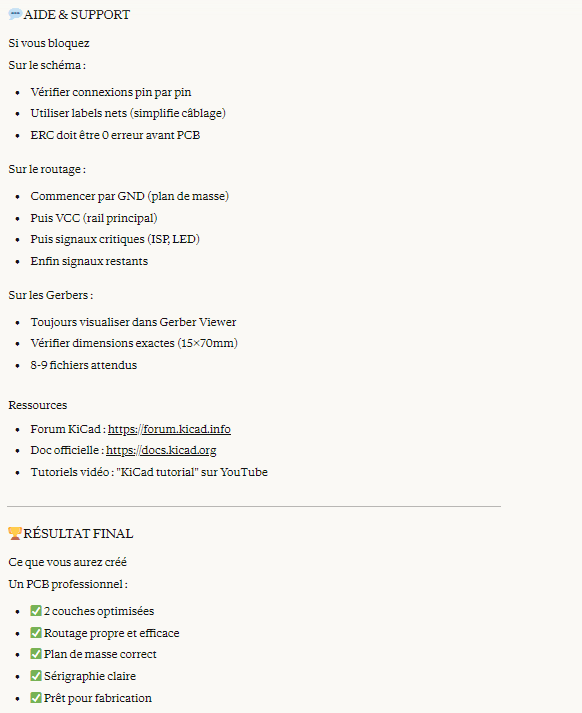 💬AIDE & SUPPORT
Si vous bloquez
Sur le schéma :
• Vérifier connexions pin par pin
• Utiliser labels nets (simplifie câblage)
• ERC doit être 0 erreur avant PCB
Sur le routage :
• Commencer par GND (plan de masse)
• Puis VCC (rail principal)
• Puis signaux critiques (ISP, LED)
• Enfin signaux restants
Sur les Gerbers :
• Toujours visualiser dans Gerber Viewer
• Vérifier dimensions exactes (15×70mm)
• 8-9 fichiers attendus
Ressources
• Forum KiCad : https://forum.kicad.info
• Doc officielle : https://docs.kicad.org
• Tutoriels vidéo : "KiCad tutorial" sur YouTube
🏆RÉSULTAT FINAL
Ce que vous aurez créé
Un PCB professionnel :
• ✅ 2 couches optimisées
• ✅ Routage propre et efficace
• ✅ Plan de masse correct
• ✅ Sérigraphie claire
• ✅ Prêt pour fabrication